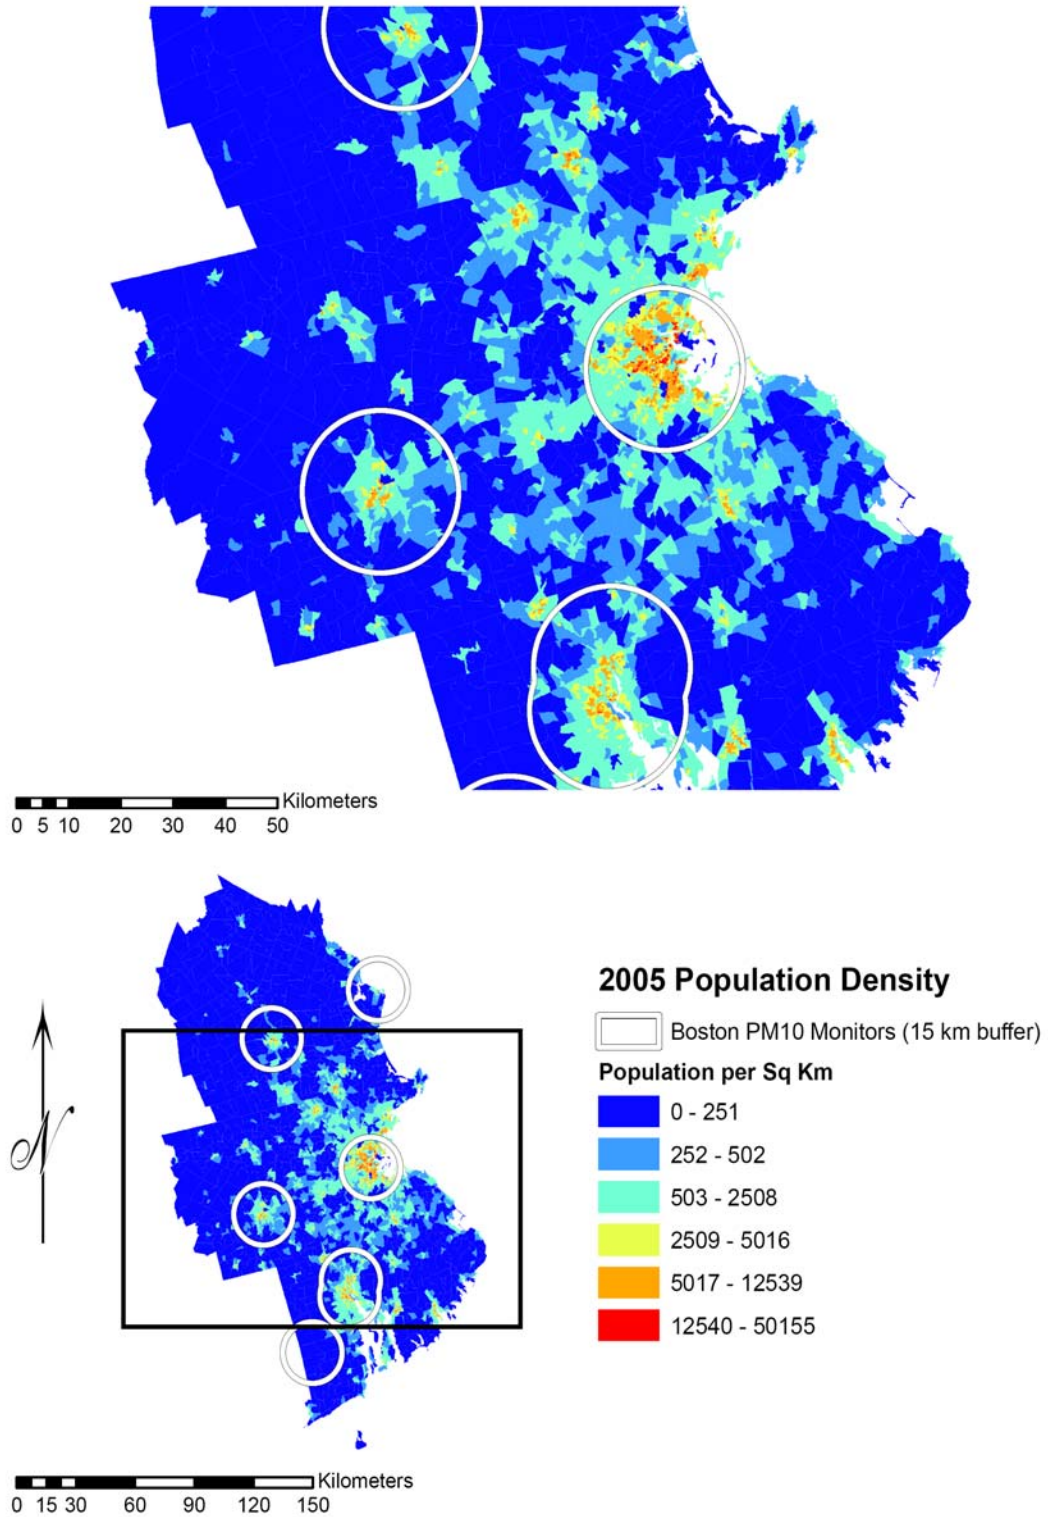 Kilometers
0 5 10 20 30 40 50
2005 Population Density
Boston PM10 Monitors (15 km buffer)
Population per Sq Km
0 - 251
252 - 502
503 - 2508
2509 - 5016
5017 - 12539
12540 - 50155
N
Kilometers
0 15 30 60 90 120 150